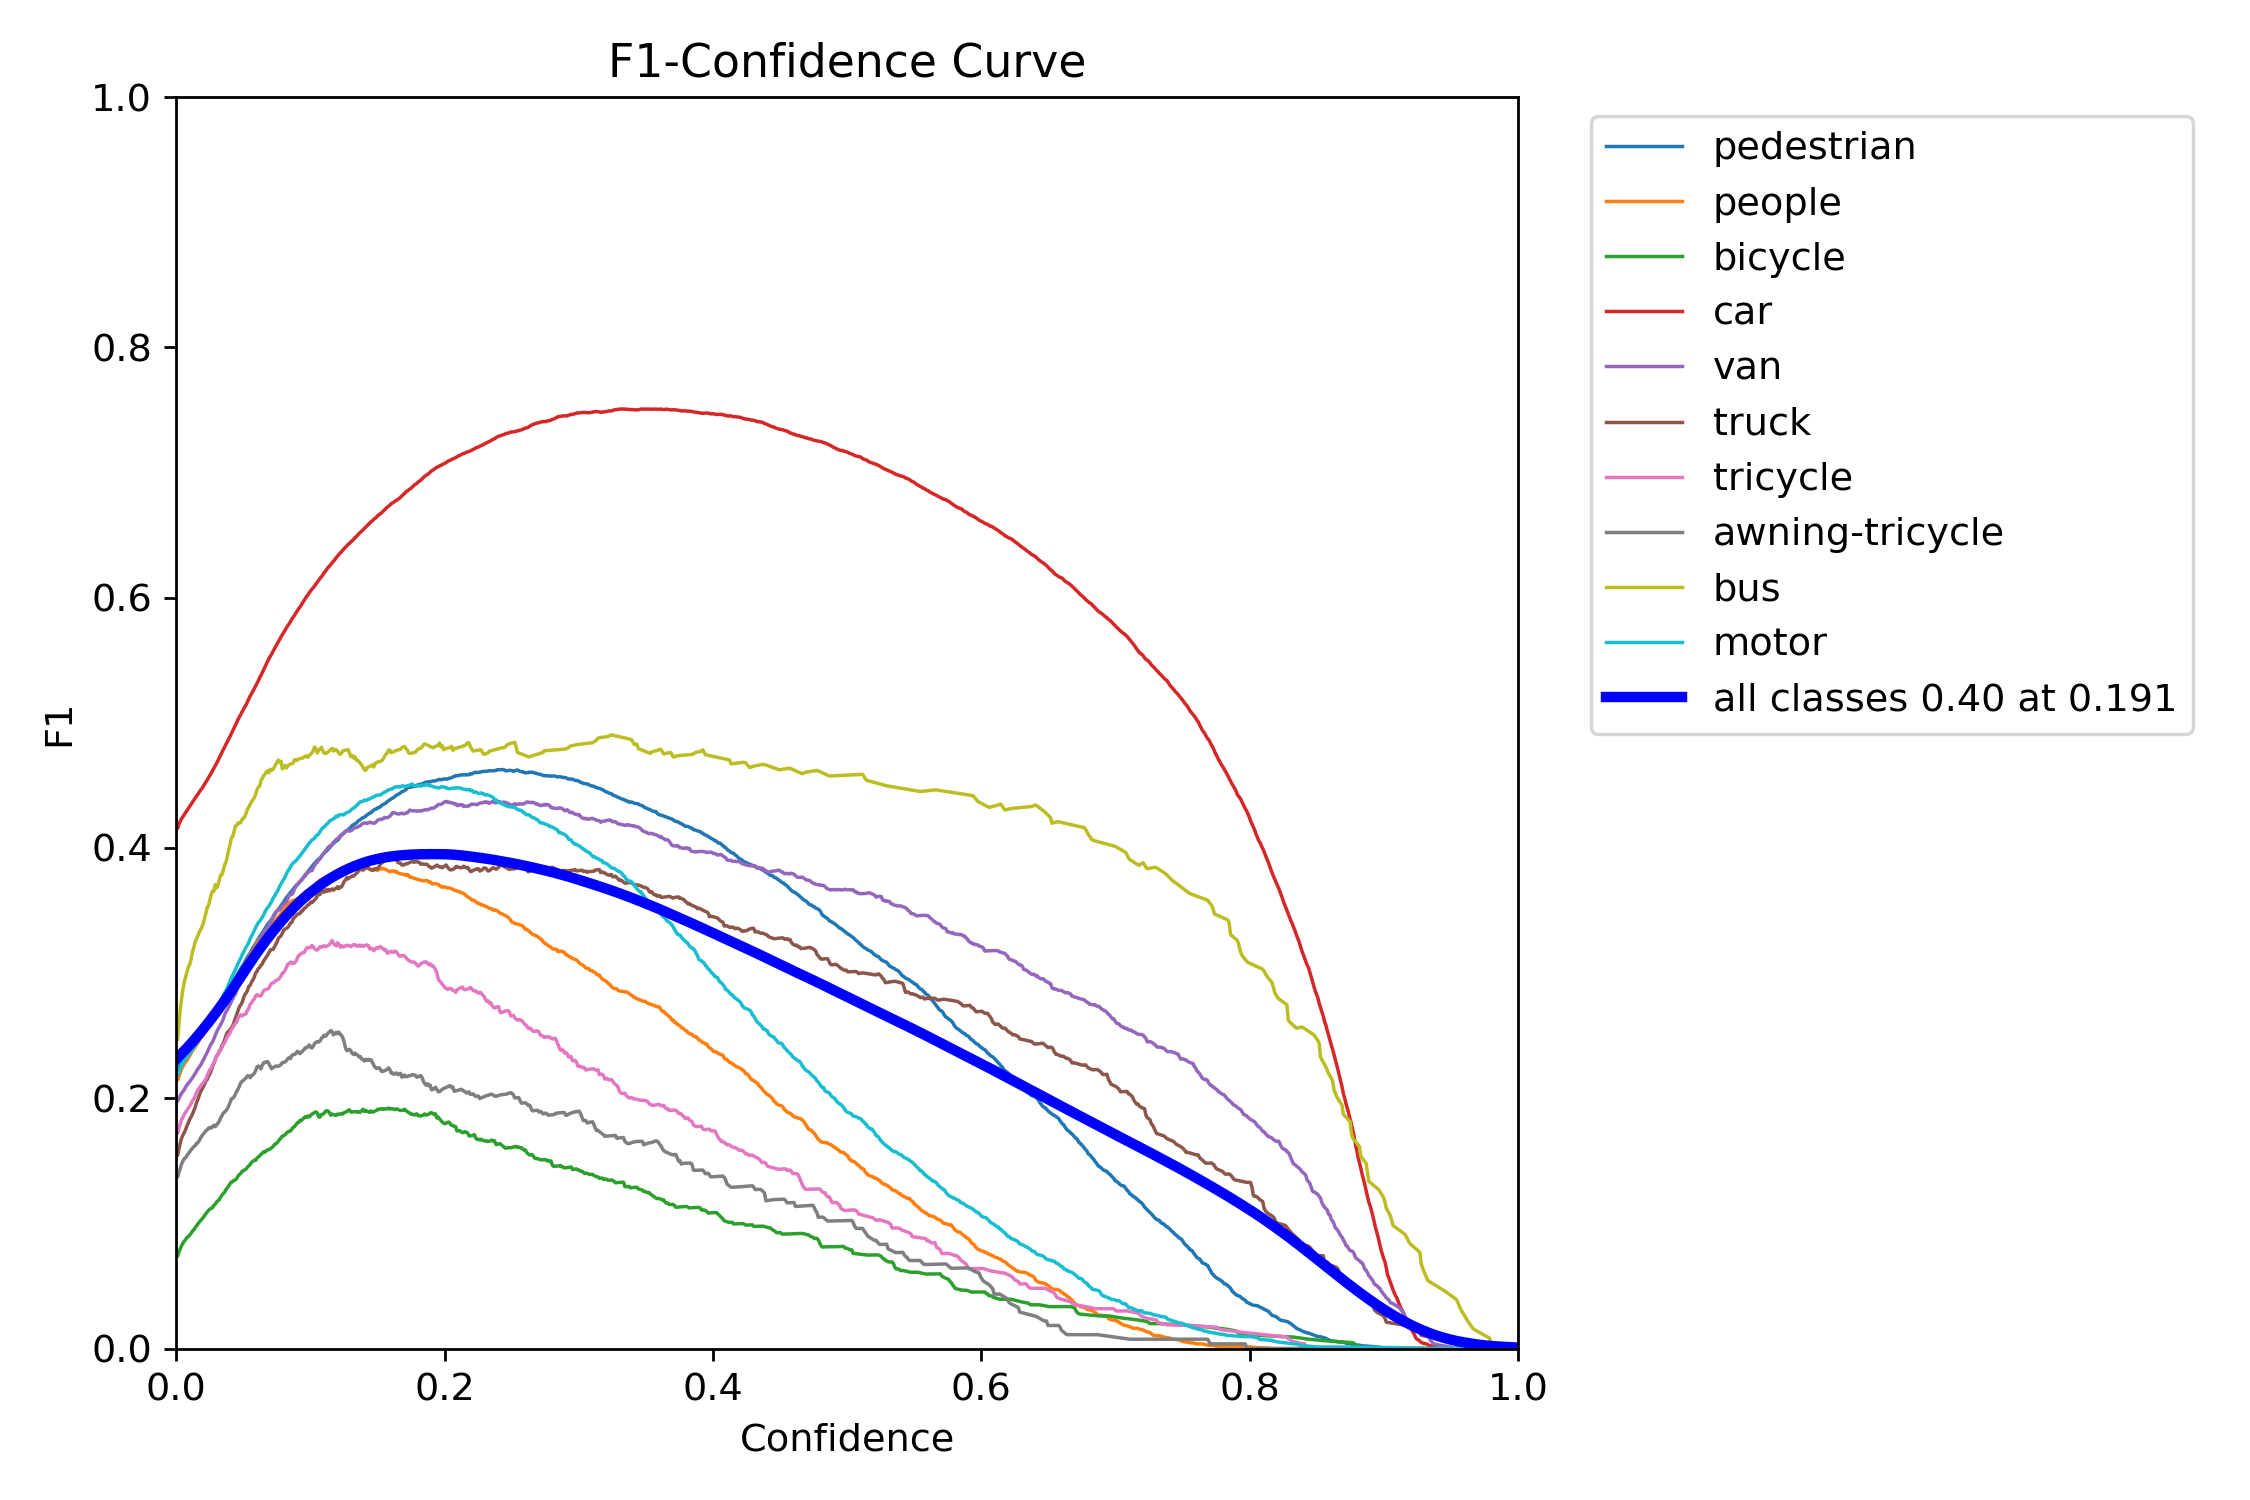 F1-Confidence Curve
1.0
0.8
0.6
0.4
0.2
0.0
F1
0.0 0.2 0.4 0.6 0.8 1.0
Confidence
pedestrian
people
bicycle
car
van
truck
tricycle
awning-tricycle
bus
motor
all classes 0.40 at 0.191